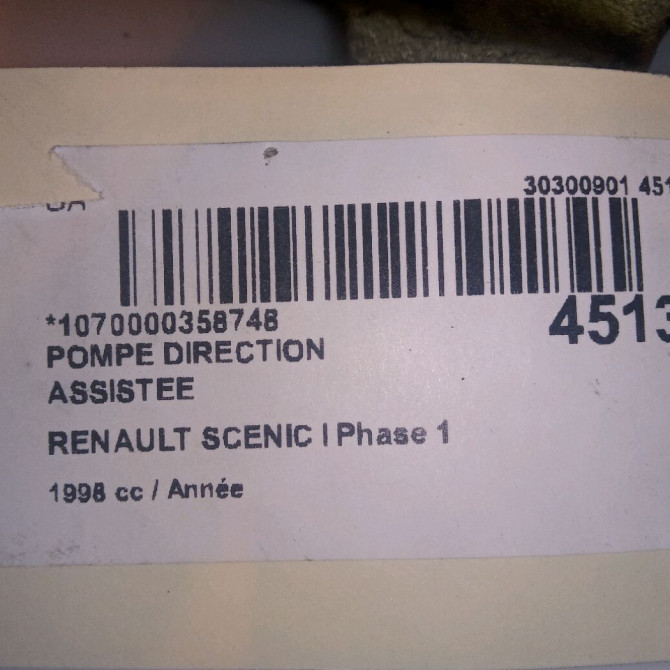 30300901 451
*1070000358748
4513
POMPE DIRECTION
ASSISTEE
RENAULT SCENIC I Phase 1
1998 cc / Année